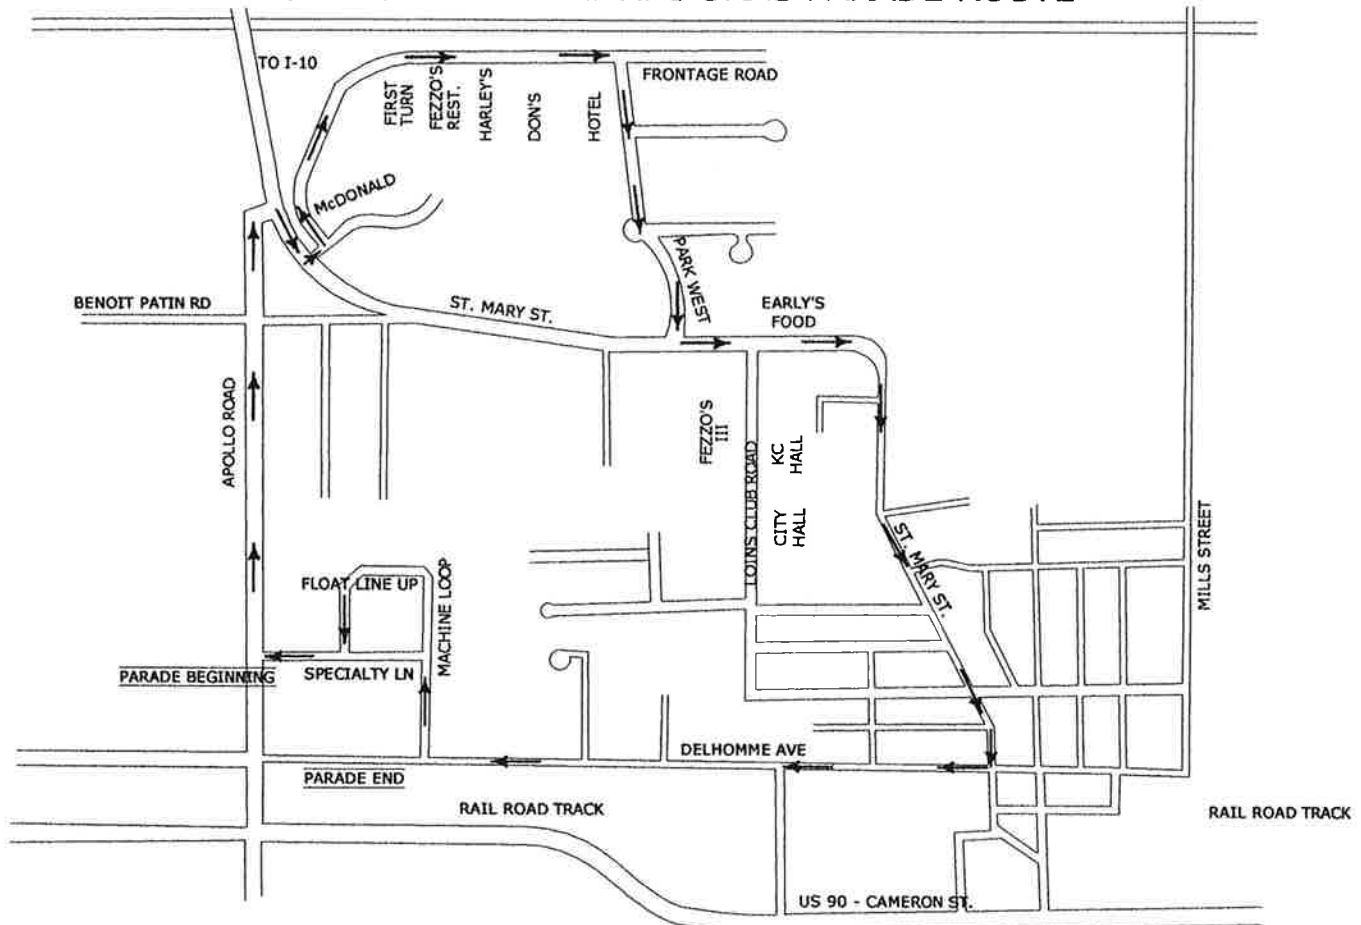 PARADE ROUTE
TO I-10
FRONTAGE ROAD
FIRST
TURN
FEZZO'S
REST.
HARLEY'S
DON'S
HOTEL
McDONALD
PARK WEST
BENOIT PATIN RD
ST. MARY ST.
EARLY'S
FOOD
APOLLO ROAD
FEZZO'S
III
LOINS CLUB ROAD
KC
HALL
CITY
HALL
ST. MARY ST.
MILLS STREET
FLOAT LINE UP
MACHINE LOOP
PARADE BEGINNING
SPECIALTY LN
DELHOMME AVE
PARADE END
RAIL ROAD TRACK
RAIL ROAD TRACK
US 90 - CAMERON ST.